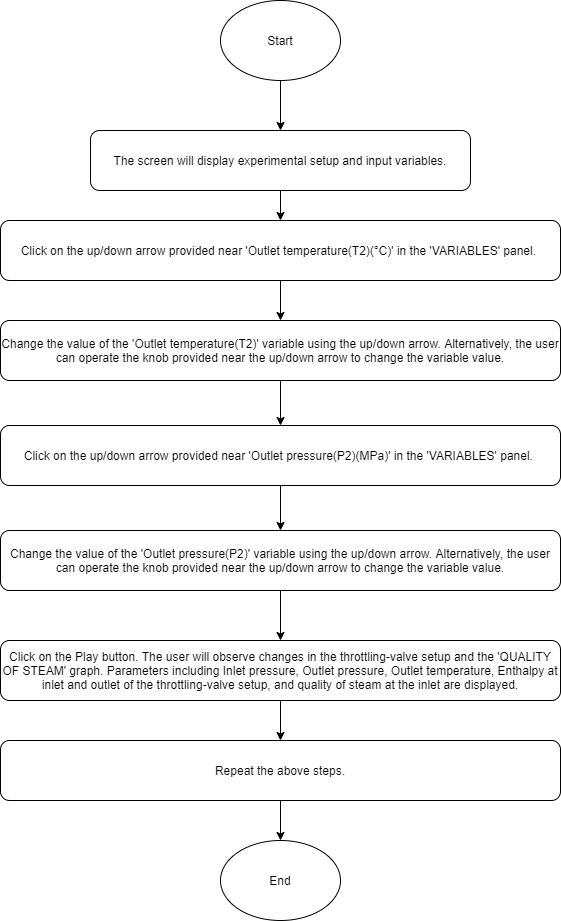 Start
The screen will display experimental setup and input variables.
Click on the up/down arrow provided near 'Outlet temperature(T2)(°C)' in the 'VARIABLES' panel.
Change the value of the 'Outlet temperature(T2)' variable using the up/down arrow. Alternatively, the user
can operate the knob provided near the up/down arrow to change the variable value.
Click on the up/down arrow provided near 'Outlet pressure(P2)(MPa)' in the 'VARIABLES' panel.
Change the value of the 'Outlet pressure(P2)' variable using the up/down arrow. Alternatively, the user
can operate the knob provided near the up/down arrow to change the variable value.
Click on the Play button. The user will observe changes in the throttling-valve setup and the 'QUALITY
OF STEAM' graph. Parameters including Inlet pressure, Outlet pressure, Outlet temperature, Enthalpy at
inlet and outlet of the throttling-valve setup, and quality of steam at the inlet are displayed.
Repeat the above steps.
End